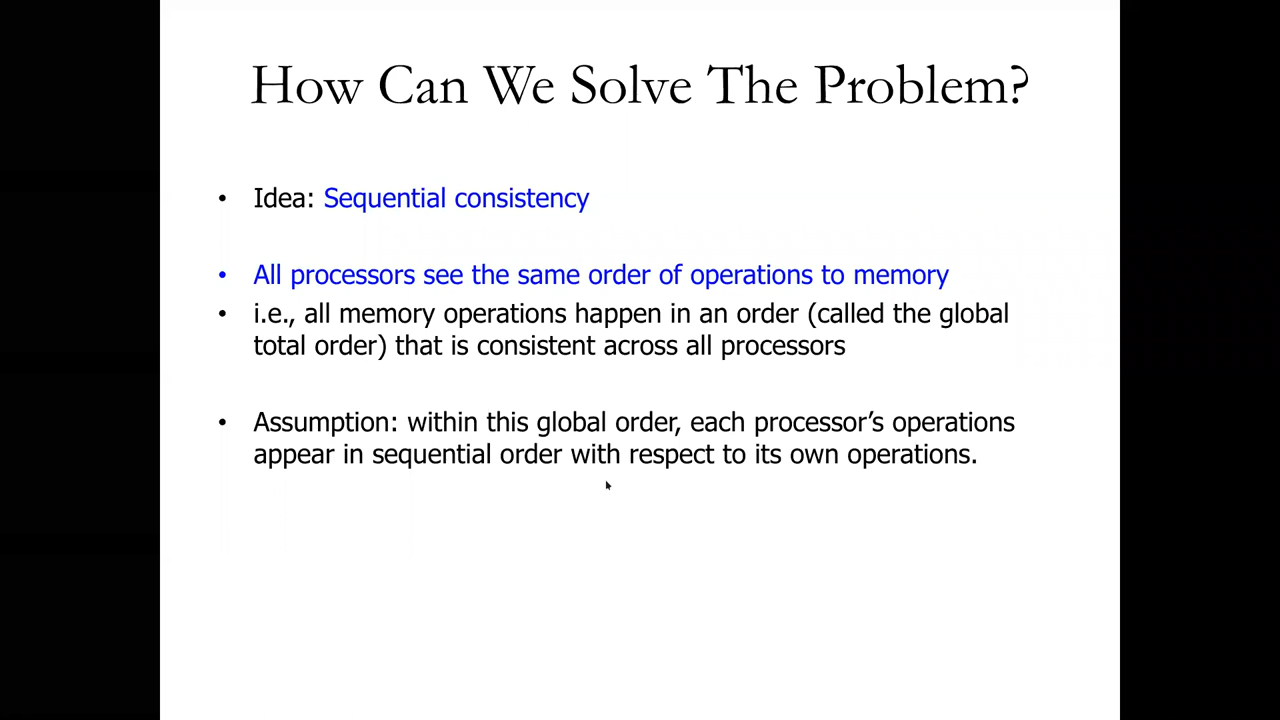 How Can We Solve The Problem?
• Idea: Sequential consistency
• All processors see the same order of operations to memory
• i.e., all memory operations happen in an order (called the global
total order) that is consistent across all processors
• Assumption: within this global order, each processor’s operations
appear in sequential order with respect to its own operations.